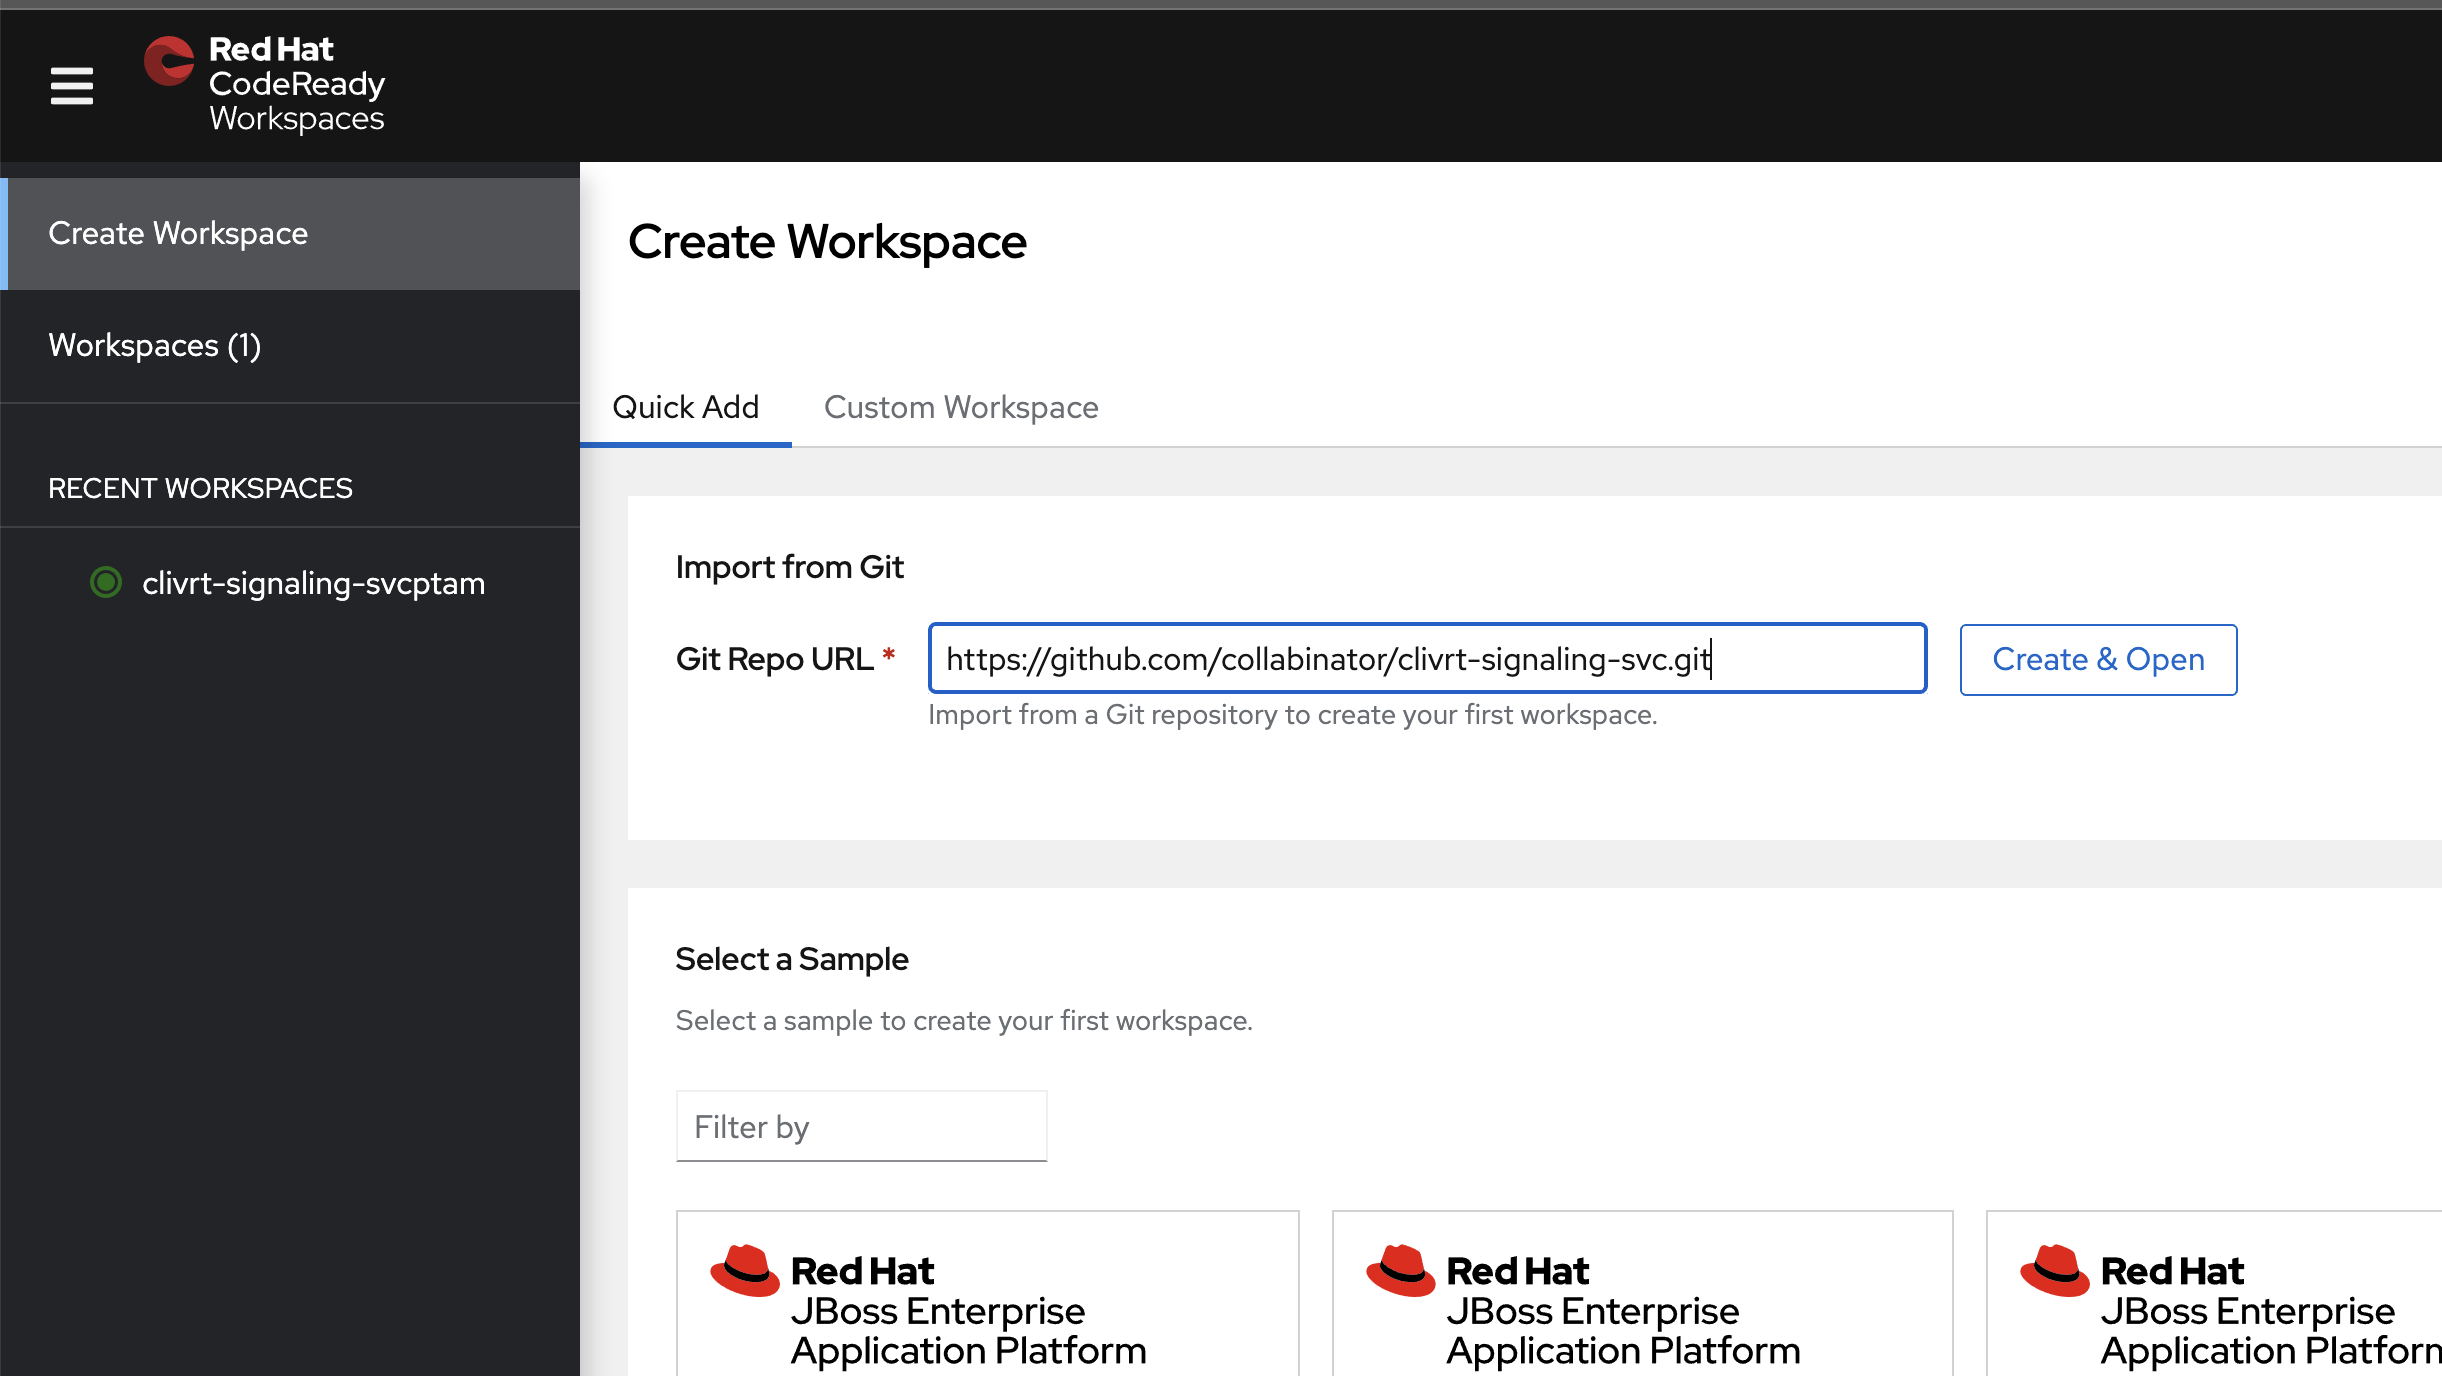 Red Hat
CodeReady
Workspaces
Create Workspace
Workspaces (1)
RECENT WORKSPACES
clivrt-signaling-svcptam
Create Workspace
Quick Add
Custom Workspace
Import from Git
Git Repo URL *
https://github.com/collabinator/clivrt-signaling-svc.git
Create & Open
Import from a Git repository to create your first workspace.
Select a Sample
Select a sample to create your first workspace.
Filter by
Red Hat
JBoss Enterprise
Application Platform
Red Hat
JBoss Enterprise
Application Platform
Red Hat
JBoss Enterprise
Application Platform